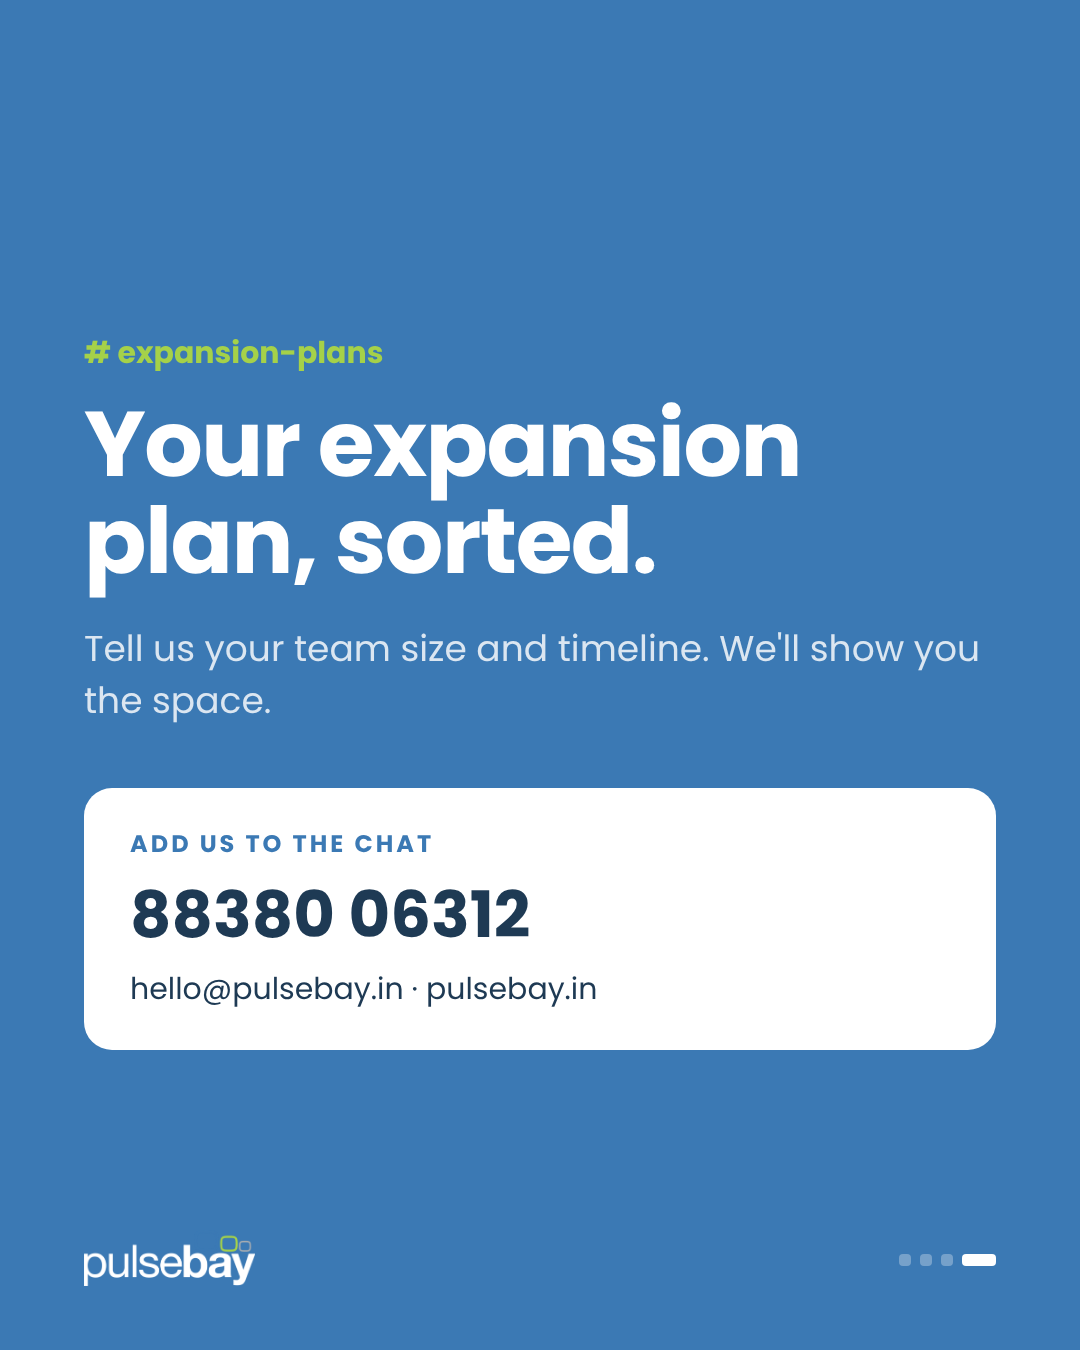 # expansion-plans
Your expansion
plan, sorted.
Tell us your team size and timeline. We'll show you
the space.
ADD US TO THE CHAT
88380 06312
hello@pulsebay.in · pulsebay.in
pulsebay